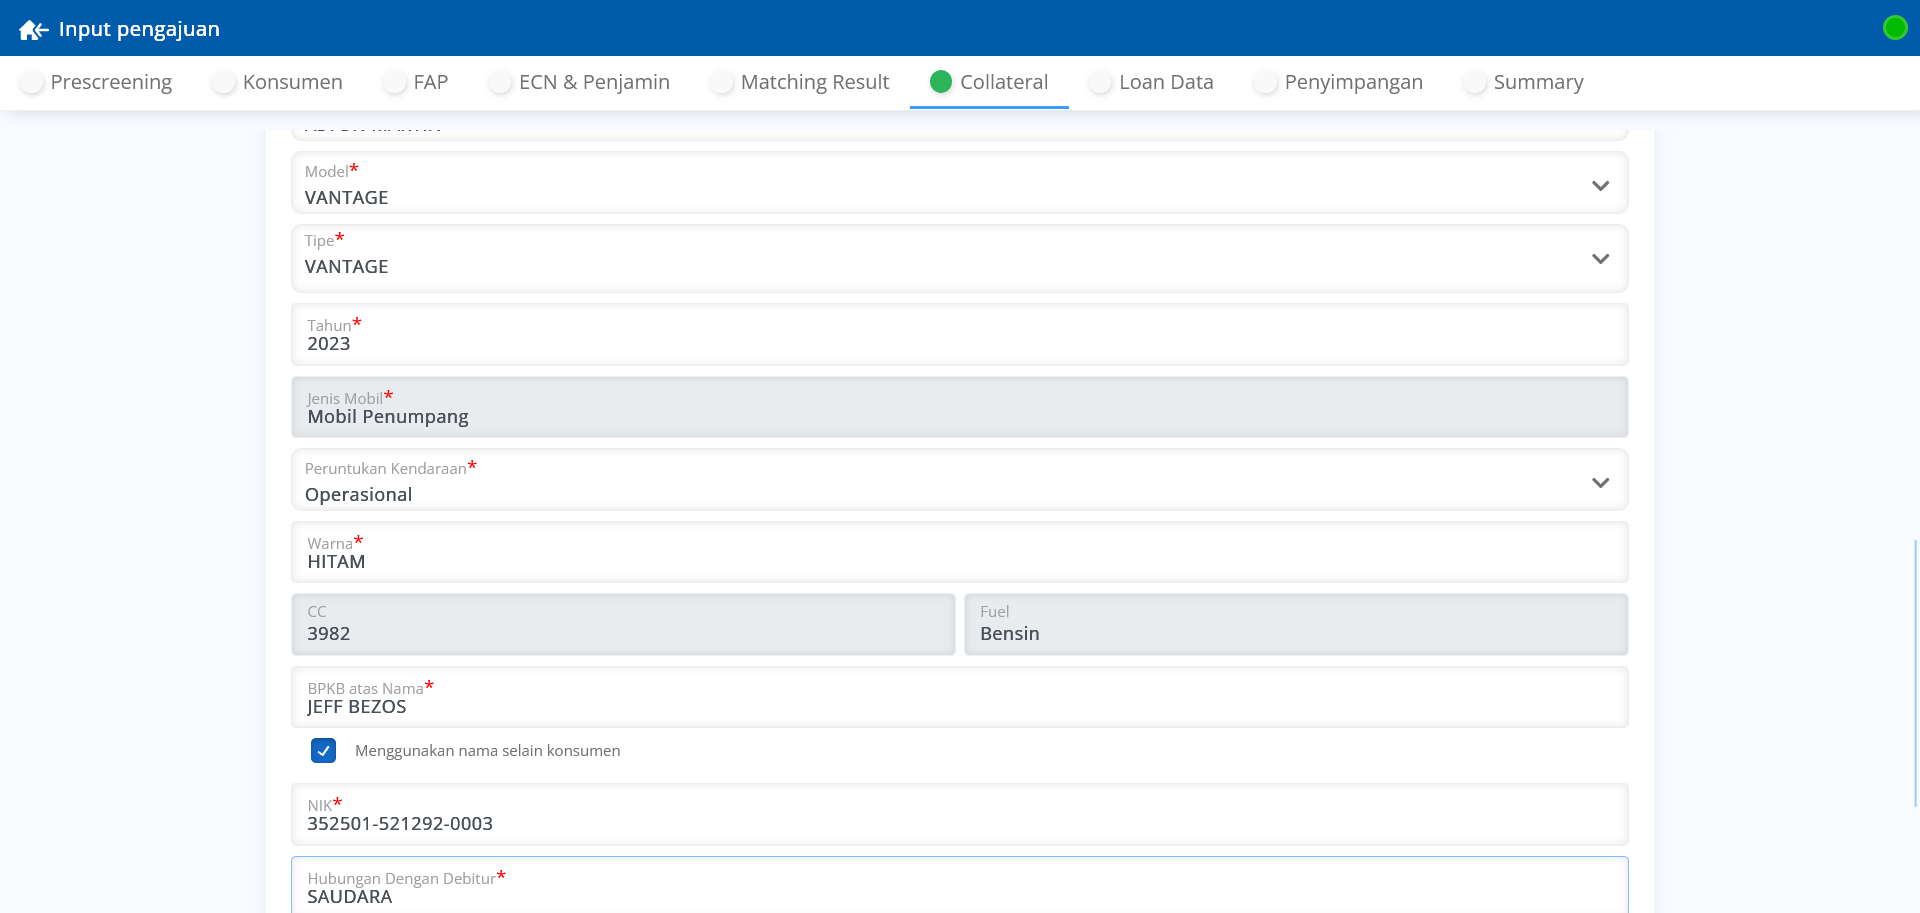 Input pengajuan
Prescreening Konsumen FAP ECN & Penjamin Matching Result Collateral Loan Data Penyimpangan Summary
Model*
VANTAGE
Tipe*
VANTAGE
Tahun*
2023
Jenis Mobil*
Mobil Penumpang
Peruntukan Kendaraan*
Operasional
Warna*
HITAM
CC
3982
Fuel
Bensin
BPKB atas Nama*
JEFF BEZOS
Menggunakan nama selain konsumen
NIK*
352501-521292-0003
Hubungan Dengan Debitur*
SAUDARA